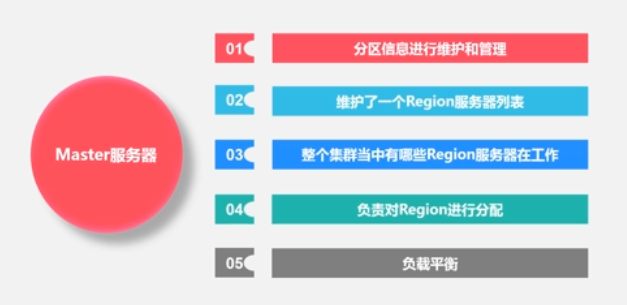 Master服务器
01 分区信息进行维护和管理
02 维护了一个Region服务器列表
03 整个集群当中有哪些Region服务器在工作
04 负责对Region进行分配
05 负载平衡